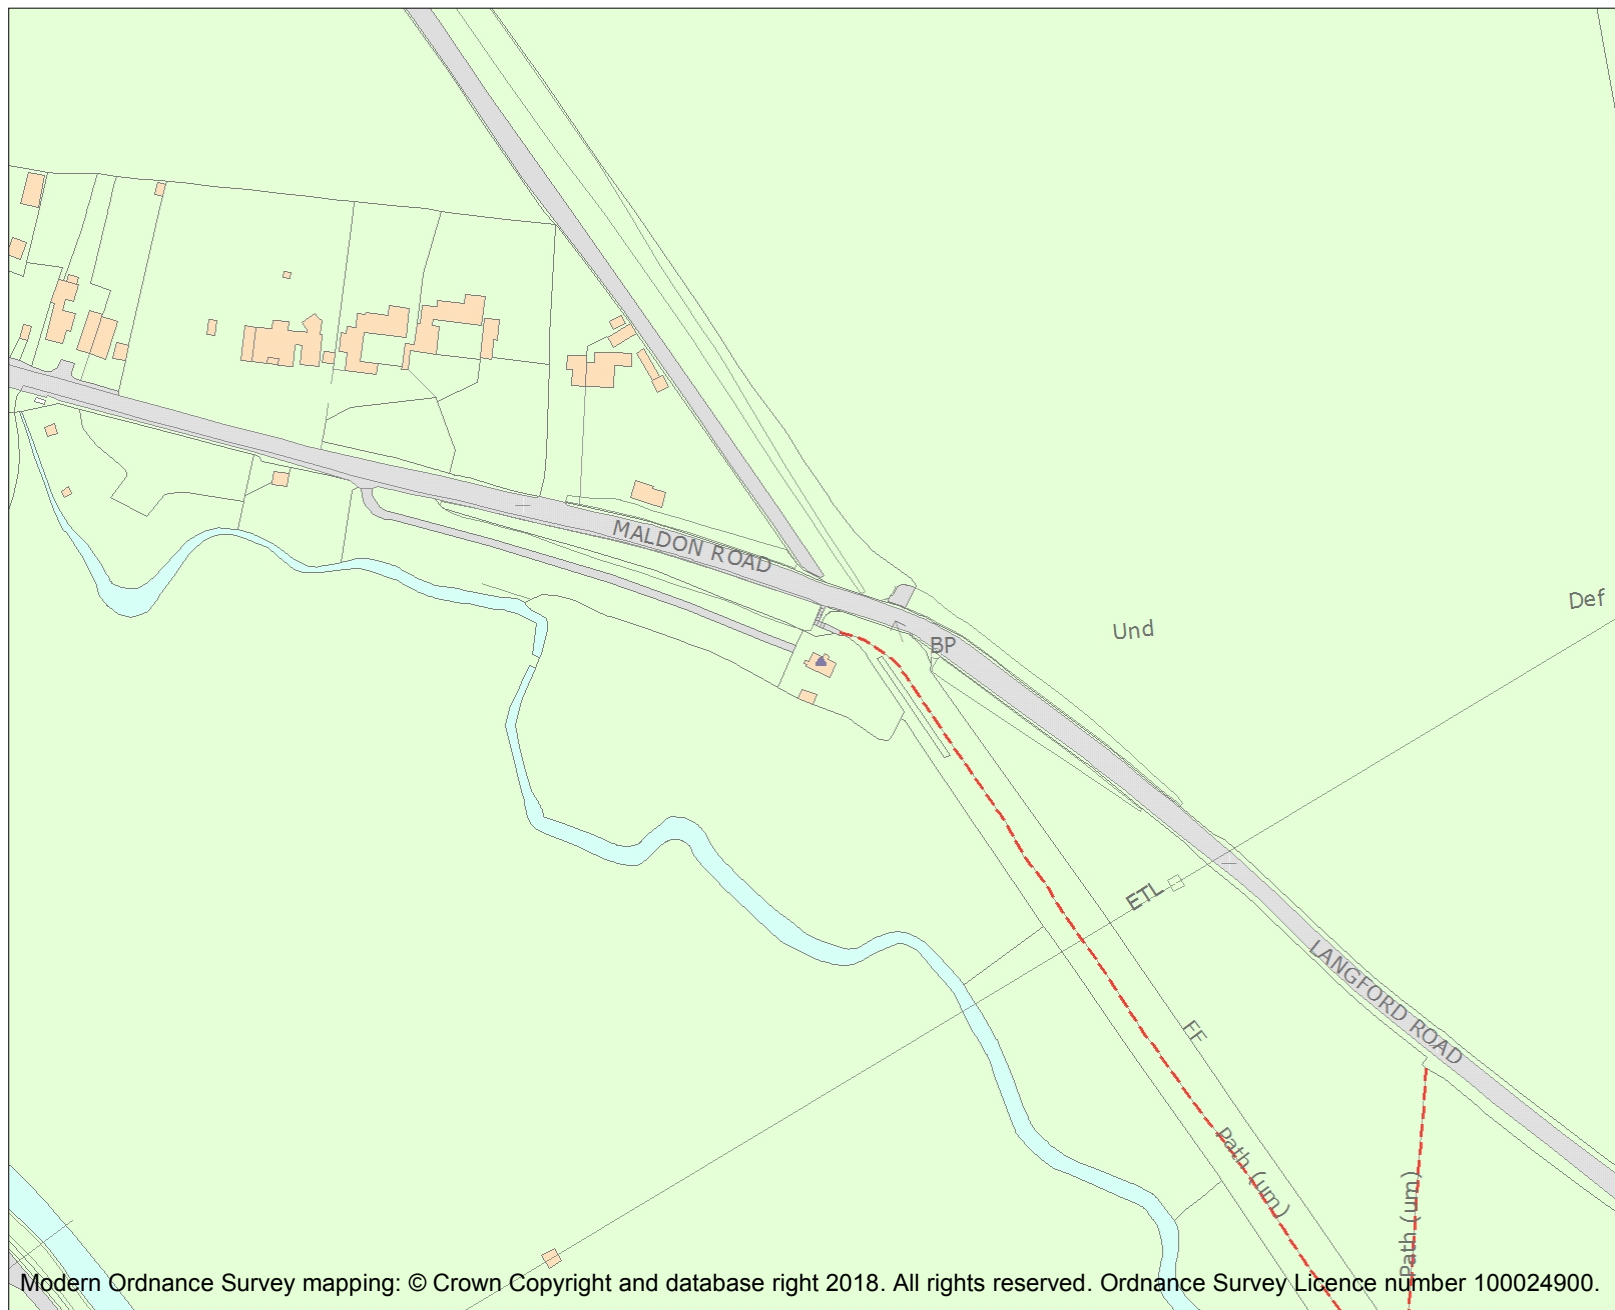 MALDON ROAD
Def
Und
BP
ETL
LANGFORD ROAD
FF
Path (um)
Path (um)
Modern Ordnance Survey mapping: © Crown Copyright and database right 2018. All rights reserved. Ordnance Survey Licence number 100024900.